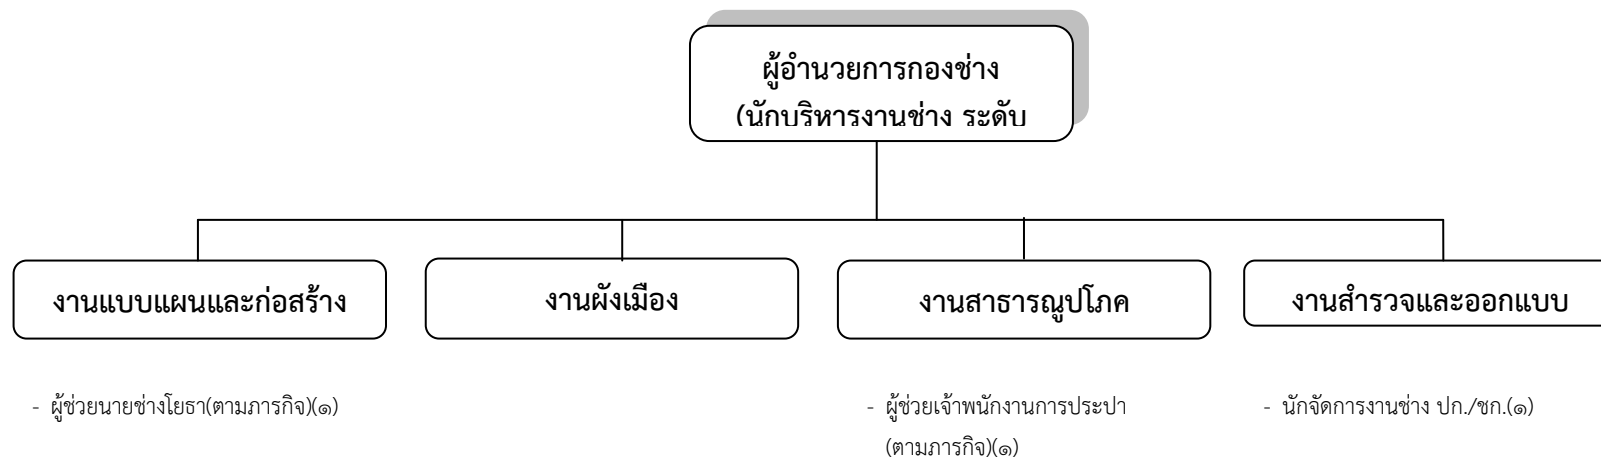 ผู้อำนวยการกองช่าง
(นักบริหารงานช่าง ระดับ
งานแบบแผนและก่อสร้าง
งานผังเมือง
งานสาธารณูปโภค
งานสำรวจและออกแบบ
- ผู้ช่วยนายช่างโยธา(ตามภารกิจ)(๑)
- ผู้ช่วยเจ้าพนักงานการประปา
(ตามภารกิจ)(๑)
- นักจัดการงานช่าง ปก./ชก.(๑)